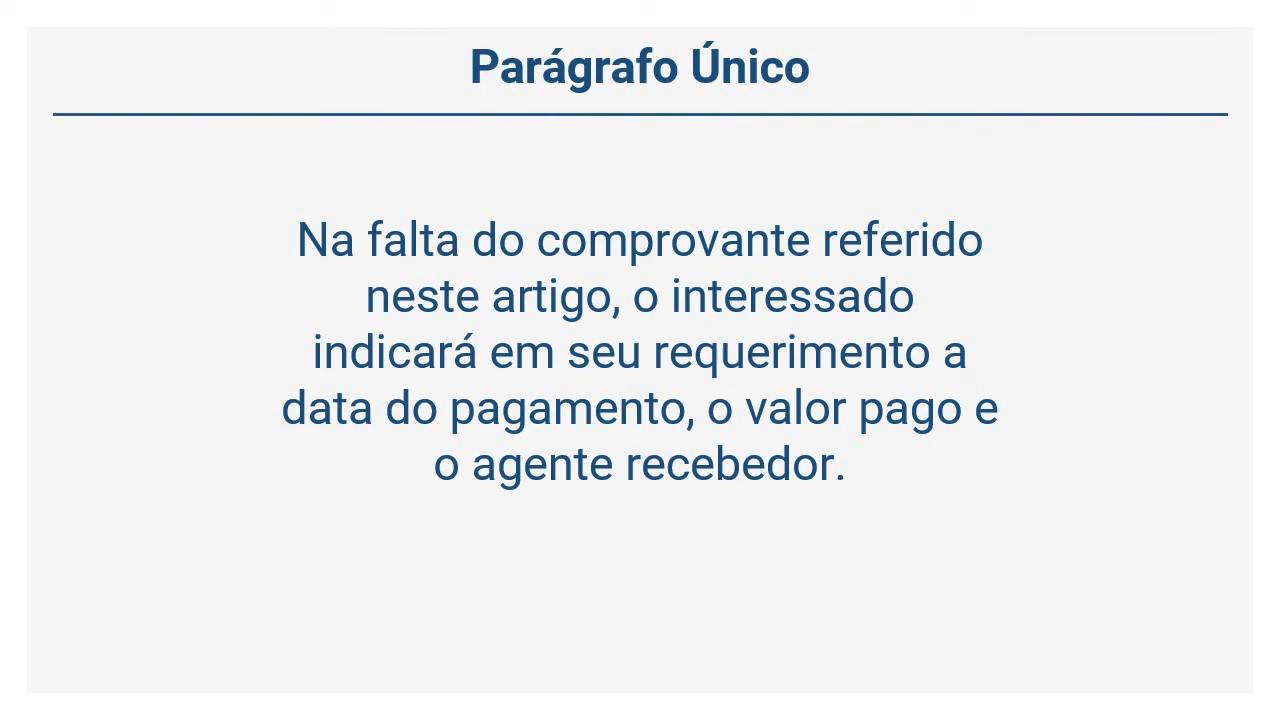 Parágrafo Único
Na falta do comprovante referido
neste artigo, o interessado
indicará em seu requerimento a
data do pagamento, o valor pago e
o agente recebedor.